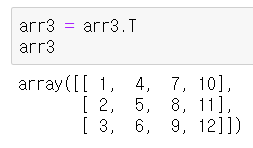 arr3 = arr3.T
arr3
array([[ 1,  4,  7, 10],
       [ 2,  5,  8, 11],
       [ 3,  6,  9, 12]])